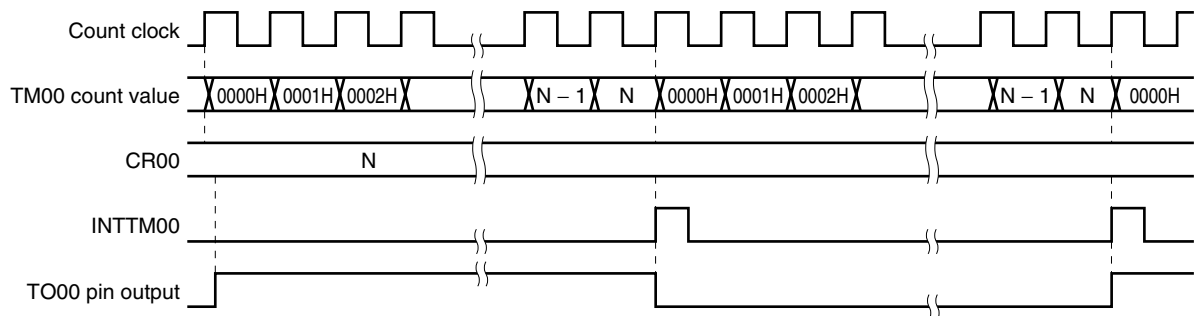 Count clock
TM00 count value
0000H 0001H 0002H N – 1 N 0000H 0001H 0002H N – 1 N 0000H
CR00
N
INTTM00
TO00 pin output